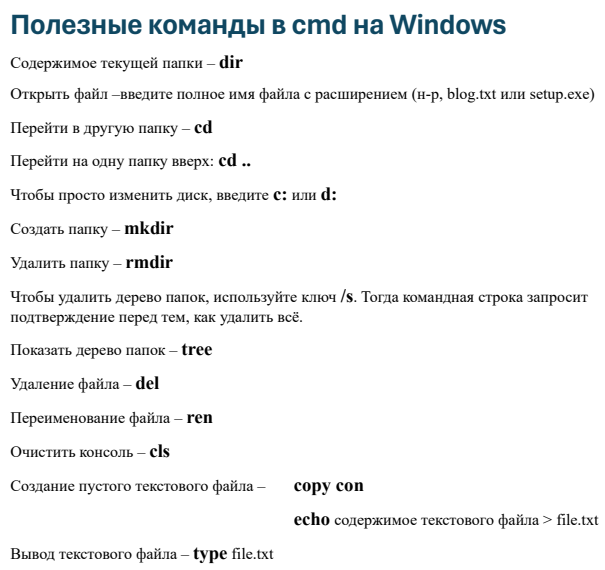 Полезные команды в cmd на Windows
Содержимое текущей папки – dir
Открыть файл –введите полное имя файла с расширением (н-р, blog.txt или setup.exe)
Перейти в другую папку – cd
Перейти на одну папку вверх: cd ..
Чтобы просто изменить диск, введите c: или d:
Создать папку – mkdir
Удалить папку – rmdir
Чтобы удалить дерево папок, используйте ключ /s. Тогда командная строка запросит
подтверждение перед тем, как удалить всё.
Показать дерево папок – tree
Удаление файла – del
Переименование файла – ren
Очистить консоль – cls
Создание пустого текстового файла – copy con
echo содержимое текстового файла > file.txt
Вывод текстового файла – type file.txt